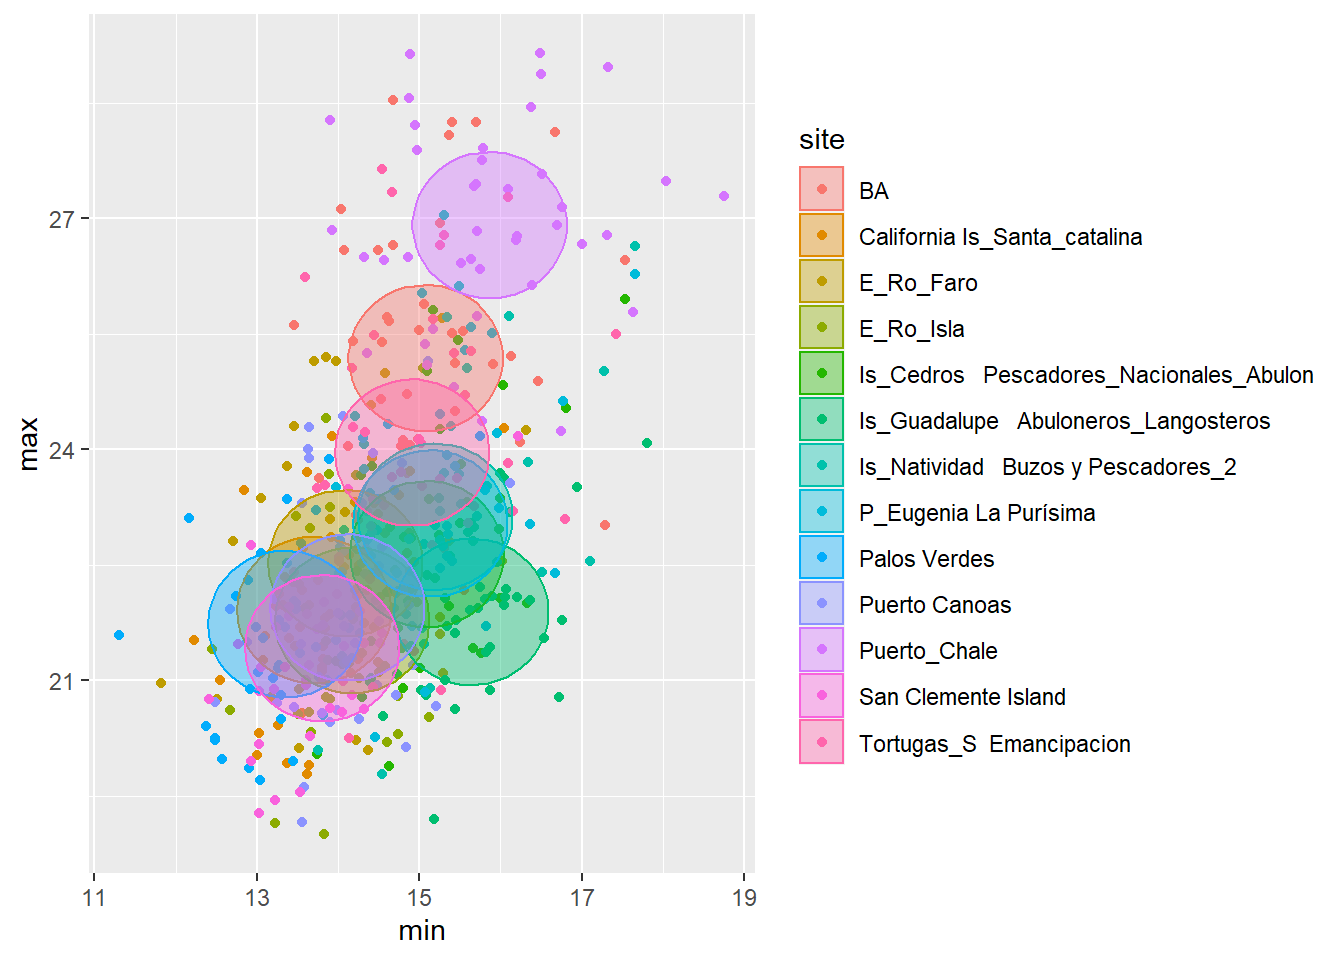 max
27
24
21
11
13
15
17
19
min
site
BA
California Is_Santa_catalina
E_Ro_Faro
E_Ro_Isla
Is_Cedros   Pescadores_Nacionales_Abulon
Is_Guadalupe   Abuloneros_Langosteros
Is_Natividad   Buzos y Pescadores_2
P_Eugenia La Purísima
Palos Verdes
Puerto Canoas
Puerto_Chale
San Clemente Island
Tortugas_S  Emancipacion